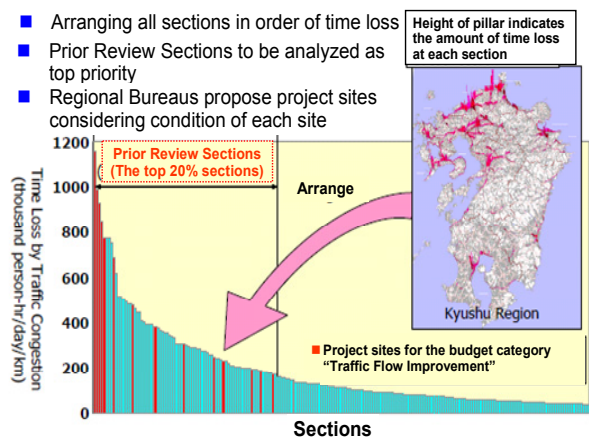 Arranging all sections in order of time loss
Prior Review Sections to be analyzed as
top priority
Regional Bureaus propose project sites
considering condition of each site
Height of pillar indicates
the amount of time loss
at each section
Kyushu Region
Prior Review Sections
(The top 20% sections)
Arrange
Project sites for the budget category
“Traffic Flow Improvement”
Time Loss by Traffic Congestion
(thousand person-hr/day/km)
1200
1000
800
600
400
200
0
Sections